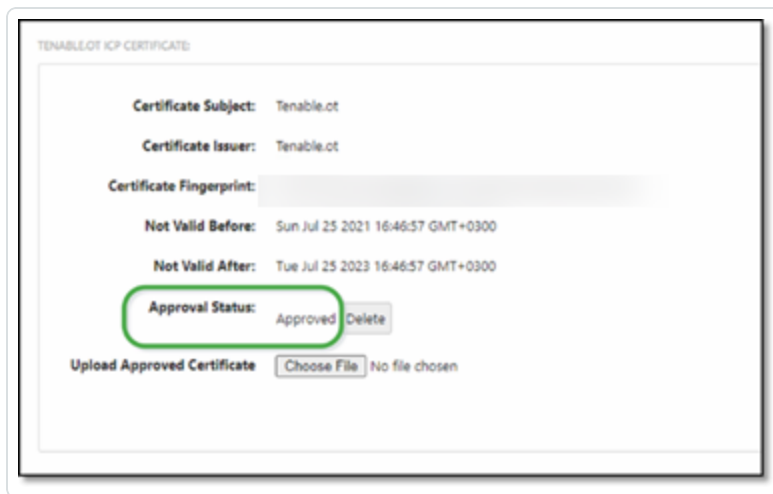 TENABLE.OT ICP CERTIFICATE:
Certificate Subject: Tenable.ot
Certificate Issuer: Tenable.ot
Certificate Fingerprint:
Not Valid Before: Sun Jul 25 2021 16:46:57 GMT+0300
Not Valid After: Tue Jul 25 2023 16:46:57 GMT+0300
Approval Status: Approved Delete
Upload Approved Certificate Choose File No file chosen